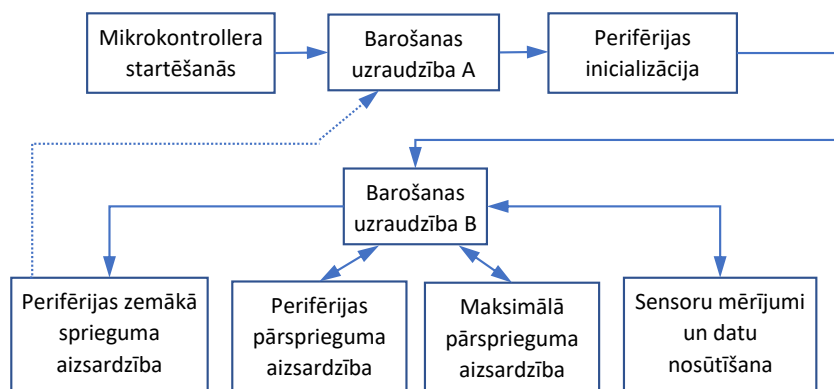 Mikrokontrollera
startēšanās
Barošanas
uzraudzība A
Perifērijas
inicializācija
Barošanas
uzraudzība B
Perifērijas zemākā
sprieguma
aizsardzība
Perifērijas
pārsprieguma
aizsardzība
Maksimālā
pārsprieguma
aizsardzība
Sensoru mērījumi
un datu
nosūtīšana